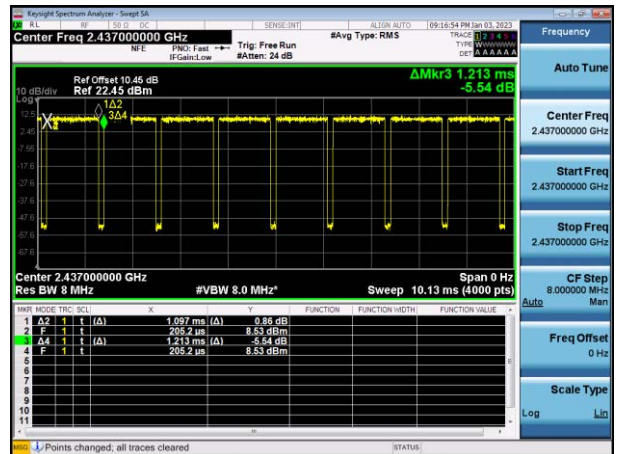 Keysight Spectrum Analyzer - Swept SA
RL RF 50 Ω DC SENSE:INT ALIGN AUTO 09:16:54 PM Jan 03, 2023
Center Freq 2.437000000 GHz
NFE
PNO: Fast
IFGain:Low
Trig: Free Run
#Atten: 24 dB
#Avg Type: RMS
TRACE 1 2 3 4 5 6
TYPE WWWWWW
DET A A A A A A
Frequency
Ref Offset 10.45 dB
Ref 22.45 dBm
10 dB/div
Log
ΔMkr3 1.213 ms
-5.54 dB
1Δ2
3Δ4
X
12.5
2.45
-7.55
-17.6
-27.6
-37.6
-47.6
-57.6
-67.6
Center 2.437000000 GHz
Span 0 Hz
Res BW 8 MHz
#VBW 8.0 MHz*
Sweep 10.13 ms (4000 pts)
MKR MODE TRC SCL X Y FUNCTION FUNCTION WIDTH FUNCTION VALUE
1 Δ2 1 t (Δ) 1.097 ms (Δ) 0.86 dB
2 F 1 t 205.2 µs 8.53 dBm
3 Δ4 1 t (Δ) 1.213 ms (Δ) -5.54 dB
4 F 1 t 205.2 µs 8.53 dBm
5
6
7
8
9
10
11
Auto Tune
Center Freq
2.437000000 GHz
Start Freq
2.437000000 GHz
Stop Freq
2.437000000 GHz
CF Step
8.000000 MHz
Auto Man
Freq Offset
0 Hz
Scale Type
Log Lin
MSG Points changed; all traces cleared
STATUS